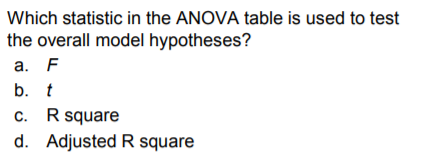 Which statistic in the ANOVA table is used to test
the overall model hypotheses?
a. F
b. t
c. R square
d. Adjusted R square